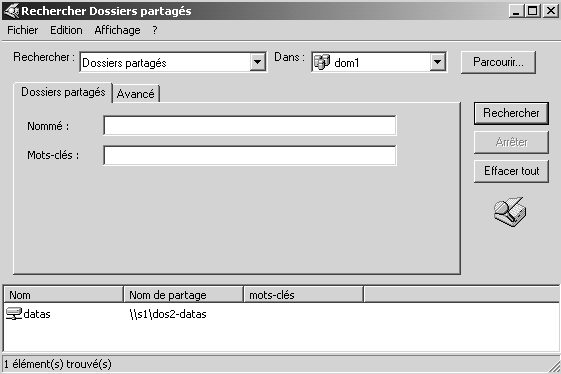 Rechercher Dossiers partagés
Fichier Edition Affichage ?
Rechercher : Dossiers partagés Dans : dom1 Parcourir...
Dossiers partagés Avancé
Rechercher
Nommé :
Arrêter
Mots-clés :
Effacer tout
Nom Nom de partage mots-clés
datas \\s1\dos2-datas
1 élément(s) trouvé(s)